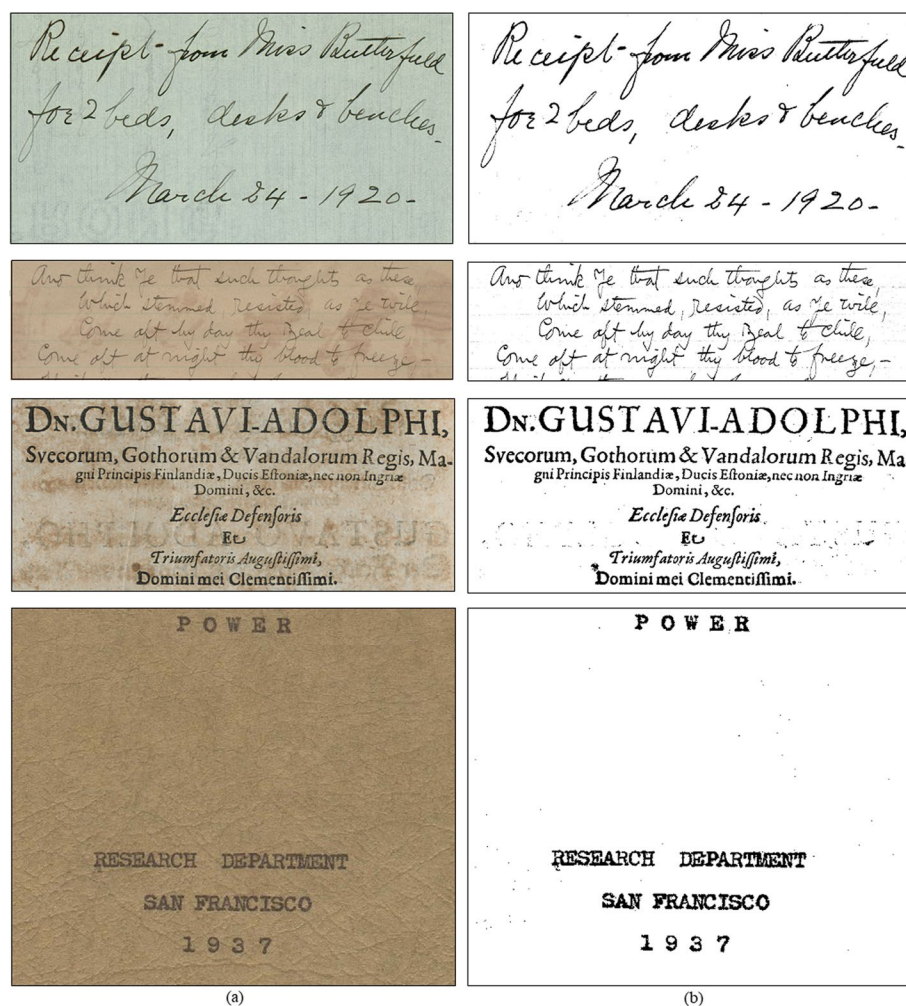 Receipt from Miss Butterfield
for 2 beds, desks & benches.
March 24 - 1920 -
Receipt from Miss Butterfield
for 2 beds, desks & benches.
March 24 - 1920 -
And think Ye that such thoughts as these,
Which stemmed, resisted, as Ye will,
Come oft by day thy zeal to chill,
Come oft at night thy blood to freeze, -
And think Ye that such thoughts as these,
Which stemmed, resisted, as Ye will,
Come oft by day thy zeal to chill,
Come oft at night thy blood to freeze, -
DN. GUSTAVI-ADOLPHI,
Svecorum, Gothorum & Vandalorum Regis, Ma-
gni Principis Finlandiæ, Ducis Eſtoniæ, nec non Ingriæ
Domini, &c.
Eccleſiæ Defenſoris
Et
Triumfatoris Auguſtiſſimi,
Domini mei Clementiſſimi.
DN. GUSTAVI-ADOLPHI,
Svecorum, Gothorum & Vandalorum Regis, Ma
gni Principis Finlandiæ, Ducis Eſtoniæ, nec non Ingriæ
Domini, &c.
Eccleſiæ Defenſoris
Et
Triumfatoris Auguſtiſſimi,
Domini mei Clementiſſimi.
POWER
RESEARCH DEPARTMENT
SAN FRANCISCO
1937
POWER
RESEARCH DEPARTMENT
SAN FRANCISCO
1937
(a)
(b)